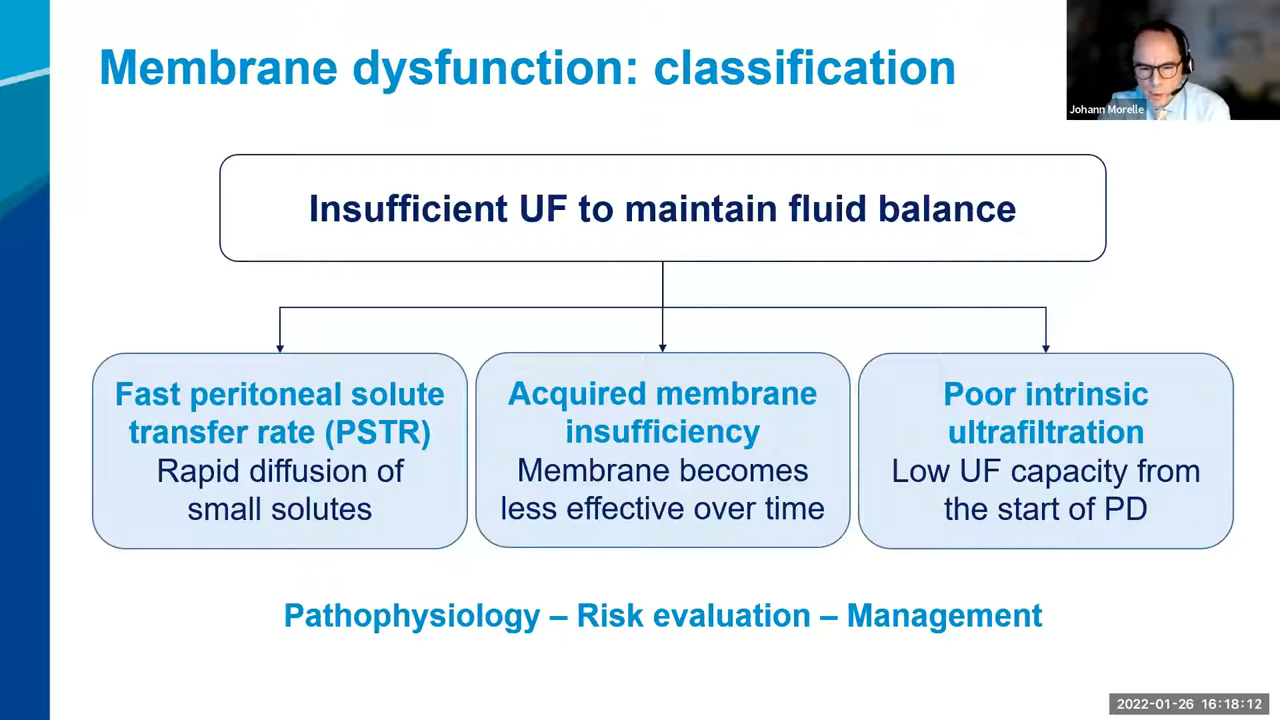 Membrane dysfunction: classification
Johann Morelle
Insufficient UF to maintain fluid balance
Fast peritoneal solute
transfer rate (PSTR)
Rapid diffusion of
small solutes
Acquired membrane
insufficiency
Membrane becomes
less effective over time
Poor intrinsic
ultrafiltration
Low UF capacity from
the start of PD
Pathophysiology – Risk evaluation – Management
2022-01-26 16:18:12